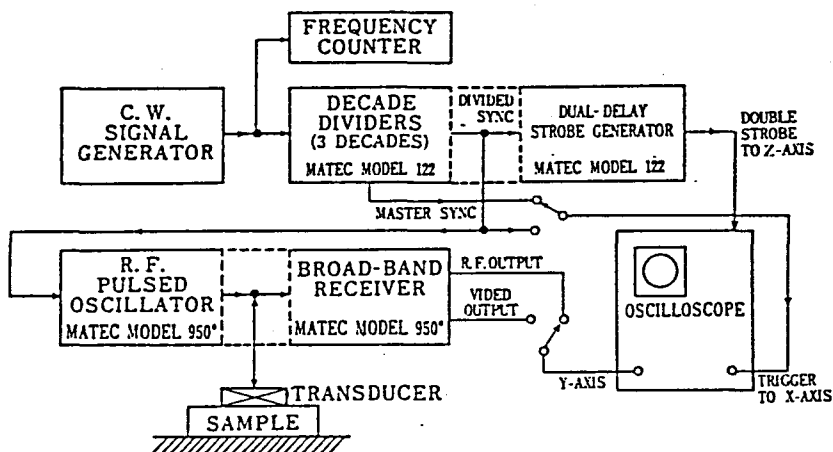 FREQUENCY
COUNTER
C. W.
SIGNAL
GENERATOR
DECADE
DIVIDERS
(3 DECADES)
MATEC MODEL 122
DIVIDED
SYNC
DUAL-DELAY
STROBE GENERATOR
MATEC MODEL 122
DOUBLE
STROBE
TO Z-AXIS
MASTER SYNC
R. F.
PULSED
OSCILLATOR
MATEC MODEL 950*
BROAD-BAND
RECEIVER
MATEC MODEL 950*
R.F. OUTPUT
VIDEO
OUTPUT
OSCILLOSCOPE
Y-AXIS
TRIGGER
TO X-AXIS
TRANSDUCER
SAMPLE